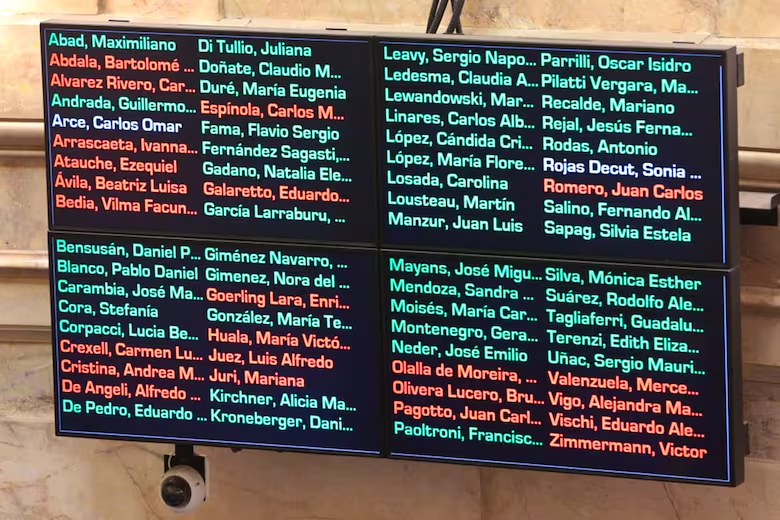 Abad, Maximiliano
Abdala, Bartolomé ...
Alvarez Rivero, Car...
Andrada, Guillermo...
Arce, Carlos Omar
Arrascaeta, Ivanna...
Atauche, Ezequiel
Ávila, Beatriz Luisa
Bedia, Vilma Facun...
Di Tullio, Juliana
Doñate, Claudio M...
Duré, María Eugenia
Espínola, Carlos M...
Fama, Flavio Sergio
Fernández Sagasti,...
Gadano, Natalia Ele...
Galaretto, Eduardo...
García Larraburu, ...
Leavy, Sergio Napo...
Ledesma, Claudia A...
Lewandowski, Mar...
Linares, Carlos Alb...
López, Cándida Cri...
López, María Flore...
Losada, Carolina
Lousteau, Martín
Manzur, Juan Luis
Parrilli, Oscar Isidro
Pilatti Vergara, Ma...
Recalde, Mariano
Rejal, Jesús Ferna...
Rodas, Antonio
Rojas Decut, Sonia ...
Romero, Juan Carlos
Salino, Fernando Al...
Sapag, Silvia Estela
Bensusán, Daniel P...
Blanco, Pablo Daniel
Carambia, José Ma...
Cora, Stefanía
Corpacci, Lucia Be...
Crexell, Carmen Lu...
Cristina, Andrea M...
De Angeli, Alfredo ...
De Pedro, Eduardo ...
Giménez Navarro, ...
Gimenez, Nora del ...
Goerling Lara, Enri...
González, María Te...
Huala, María Victó...
Juez, Luis Alfredo
Juri, Mariana
Kirchner, Alicia Ma...
Kroneberger, Dani...
Mayans, José Migu...
Mendoza, Sandra ...
Moisés, María Car...
Montenegro, Gera...
Neder, José Emilio
Olalla de Moreira, ...
Olivera Lucero, Bru...
Pagotto, Juan Carl...
Paoltroni, Francisc...
Silva, Mónica Esther
Suárez, Rodolfo Ale...
Tagliaferri, Guadalu...
Terenzi, Edith Eliza...
Uñac, Sergio Mauri...
Valenzuela, Merce...
Vigo, Alejandra Ma...
Vischi, Eduardo Ale...
Zimmermann, Victor